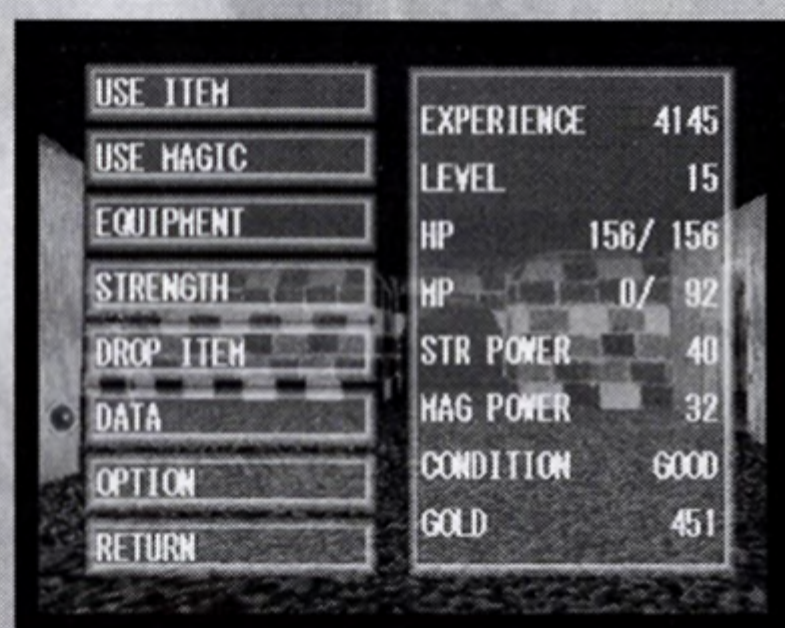 USE ITEM
USE MAGIC
EQUIPMENT
STRENGTH
DROP ITEM
DATA
OPTION
RETURN
EXPERIENCE 4145
LEVEL 15
HP 156/ 156
MP 0/ 92
STR POWER 40
MAG POWER 32
CONDITION GOOD
GOLD 451